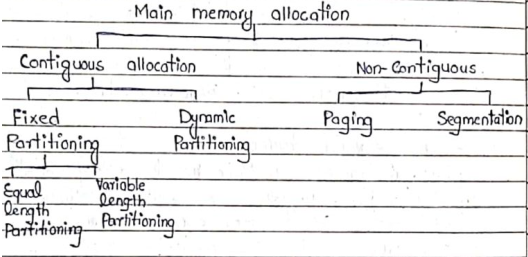 Main memory allocation
Contiguous allocation
Non-Contiguous
Fixed Partitioning
Dynamic Partitioning
Paging
Segmentation
Equal length Partitioning
Variable length Partitioning